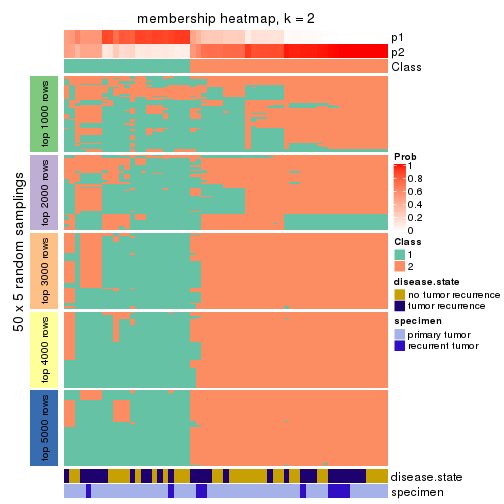 membership heatmap, k = 2
p1
p2
Class
50 x 5 random samplings
top 1000 rows
top 2000 rows
top 3000 rows
top 4000 rows
top 5000 rows
disease.state
specimen
Prob
1
0.8
0.6
0.4
0.2
0
Class
1
2
disease.state
no tumor recurrence
tumor recurrence
specimen
primary tumor
recurrent tumor